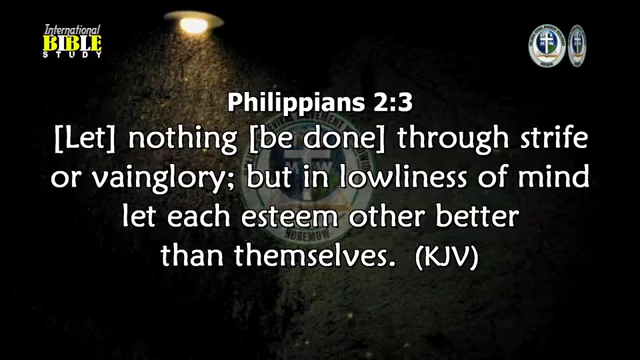 International
BIBLE
STUDY
Philippians 2:3
[Let] nothing [be done] through strife
or vainglory; but in lowliness of mind
let each esteem other better
than themselves. (KJV)